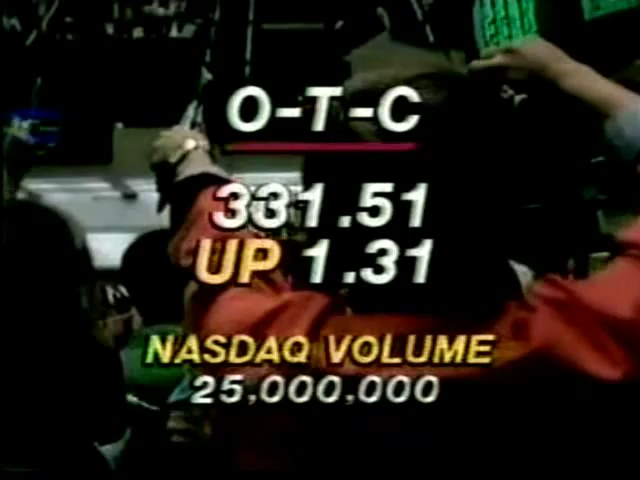 O-T-C
331.51
UP 1.31
NASDAQ VOLUME
25,000,000